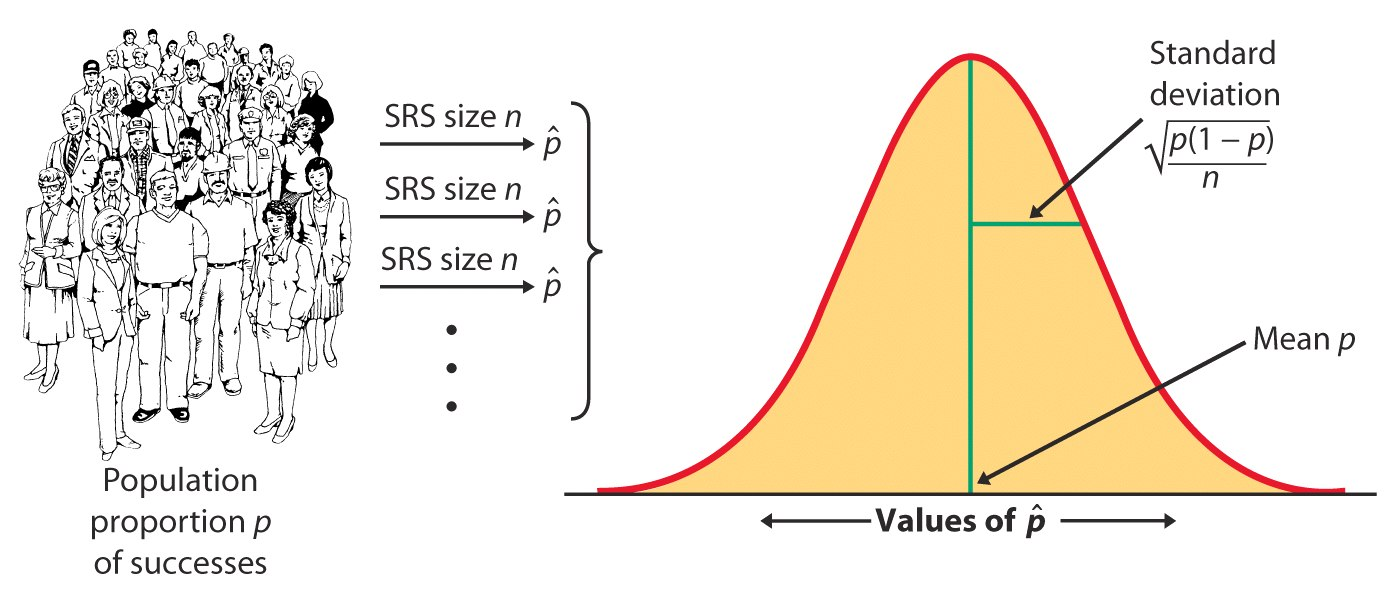 SRS size n
p̂
SRS size n
p̂
SRS size n
p̂
Population
proportion p
of successes
Standard
deviation
√p(1 − p)
n
Mean p
Values of p̂